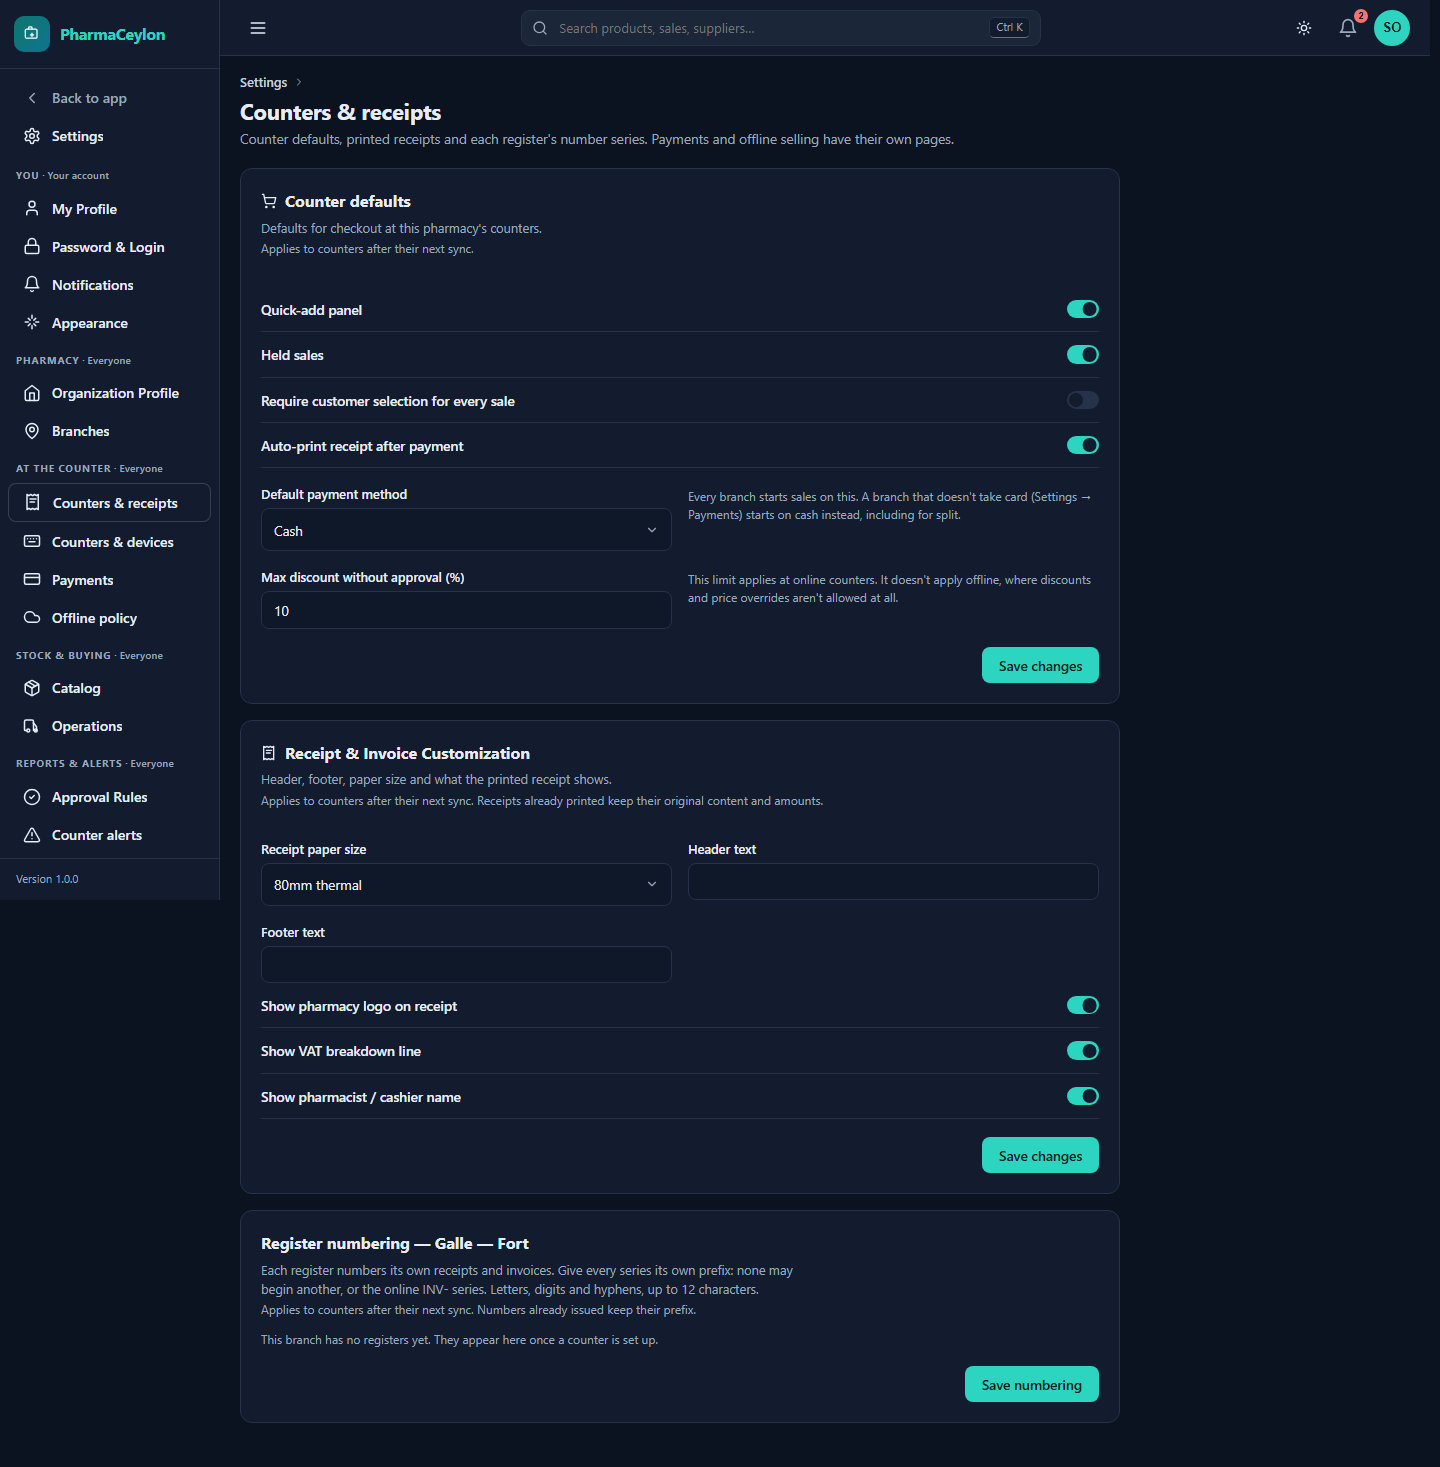 PharmaCeylon
Search products, sales, suppliers...
Ctrl K
2
SO
Back to app
Settings
YOU · Your account
My Profile
Password & Login
Notifications
Appearance
PHARMACY · Everyone
Organization Profile
Branches
AT THE COUNTER · Everyone
Counters & receipts
Counters & devices
Payments
Offline policy
STOCK & BUYING · Everyone
Catalog
Operations
REPORTS & ALERTS · Everyone
Approval Rules
Counter alerts
Version 1.0.0
Settings
Counters & receipts
Counter defaults, printed receipts and each register's number series. Payments and offline selling have their own pages.
Counter defaults
Defaults for checkout at this pharmacy's counters.
Applies to counters after their next sync.
Quick-add panel
Held sales
Require customer selection for every sale
Auto-print receipt after payment
Default payment method
Cash
Every branch starts sales on this. A branch that doesn't take card (Settings →
Payments) starts on cash instead, including for split.
Max discount without approval (%)
10
This limit applies at online counters. It doesn't apply offline, where discounts
and price overrides aren't allowed at all.
Save changes
Receipt & Invoice Customization
Header, footer, paper size and what the printed receipt shows.
Applies to counters after their next sync. Receipts already printed keep their original content and amounts.
Receipt paper size
80mm thermal
Header text
Footer text
Show pharmacy logo on receipt
Show VAT breakdown line
Show pharmacist / cashier name
Save changes
Register numbering — Galle — Fort
Each register numbers its own receipts and invoices. Give every series its own prefix: none may
begin another, or the online INV- series. Letters, digits and hyphens, up to 12 characters.
Applies to counters after their next sync. Numbers already issued keep their prefix.
This branch has no registers yet. They appear here once a counter is set up.
Save numbering